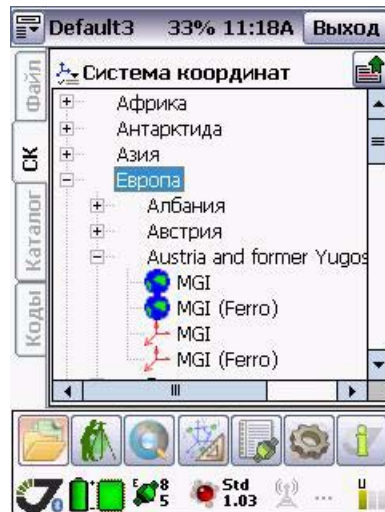 Default3 33% 11:18A Выход
Файл
СК
Каталог
Коды
Система координат
Африка
Антарктида
Азия
Европа
Албания
Австрия
Austria and former Yugos
MGI
MGI (Ferro)
MGI
MGI (Ferro)
E 8
5
Std
1.03
...
U